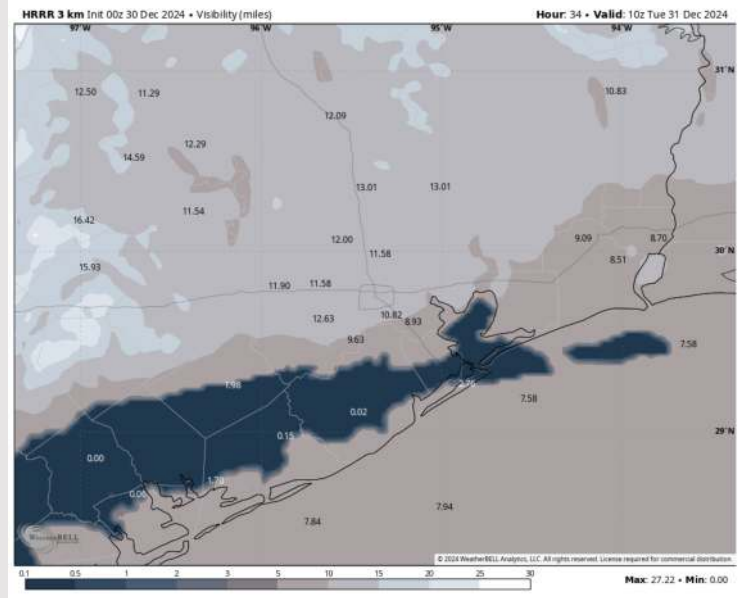 HRRR 3 km Init 00z 30 Dec 2024 • Visibility (miles) Hour: 34 • Valid: 10z Tue 31 Dec 2024
97°W 96°W 95°W 94°W
31°N
12.50 11.29 10.83
12.09
12.29
14.59
13.01 13.01
11.54
16.42
12.00 9.09 8.70
30°N
11.58
8.51
15.93
11.90 11.58
12.63 10.82 8.93
9.63
7.58
7.98
7.58
0.02
29°N
0.15
0.00
1.70
0.06
7.94
7.84
WeatherBELL
© 2024 WeatherBELL Analytics, LLC. All rights reserved. License required for commercial distribution.
0.1 0.5 1 2 3 5 10 15 20 25 30
Max: 27.22 • Min: 0.00